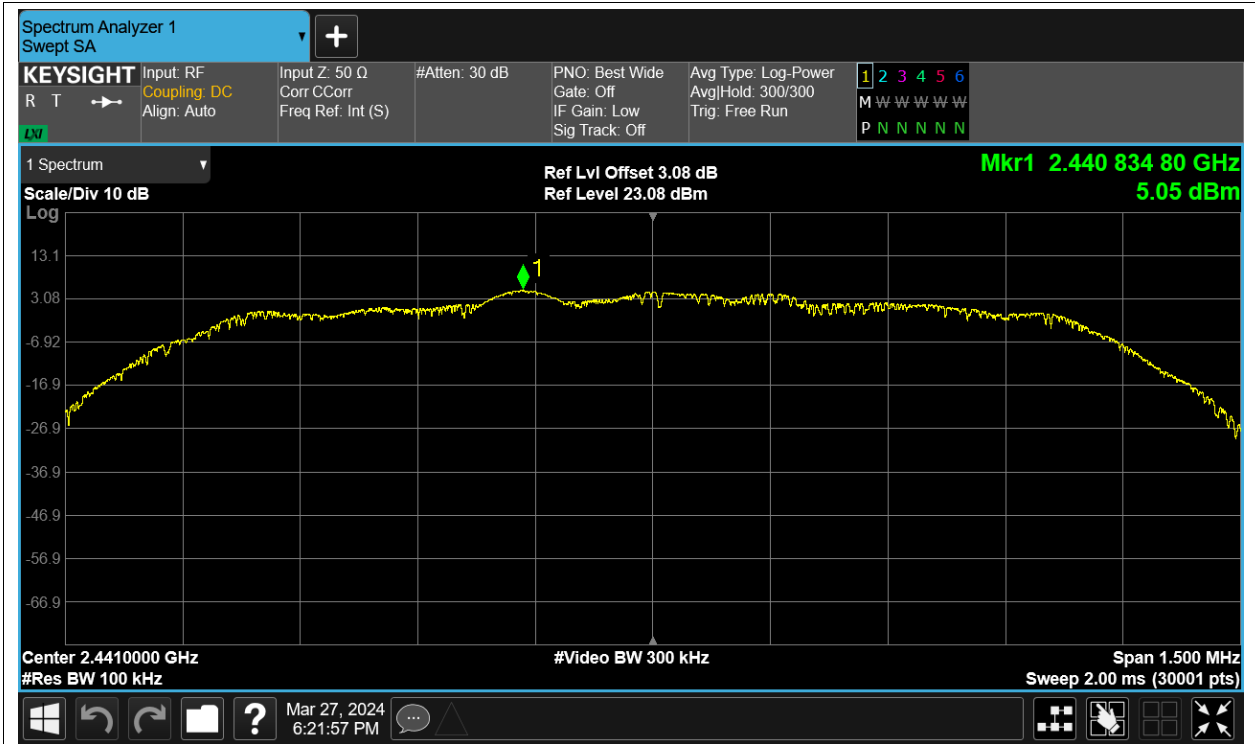 Spectrum Analyzer 1
Swept SA
KEYSIGHT
R T
LXI
Input: RF
Coupling: DC
Align: Auto
Input Z: 50 Ω
Corr CCorr
Freq Ref: Int (S)
#Atten: 30 dB
PNO: Best Wide
Gate: Off
IF Gain: Low
Sig Track: Off
Avg Type: Log-Power
Avg|Hold: 300/300
Trig: Free Run
1 2 3 4 5 6
M W W W W W
P N N N N N
1 Spectrum
Scale/Div 10 dB
Log
Ref Lvl Offset 3.08 dB
Ref Level 23.08 dBm
Mkr1 2.440 834 80 GHz
5.05 dBm
1
13.1
3.08
-6.92
-16.9
-26.9
-36.9
-46.9
-56.9
-66.9
Center 2.4410000 GHz
#Video BW 300 kHz
Span 1.500 MHz
#Res BW 100 kHz
Sweep 2.00 ms (30001 pts)
?
Mar 27, 2024
6:21:57 PM